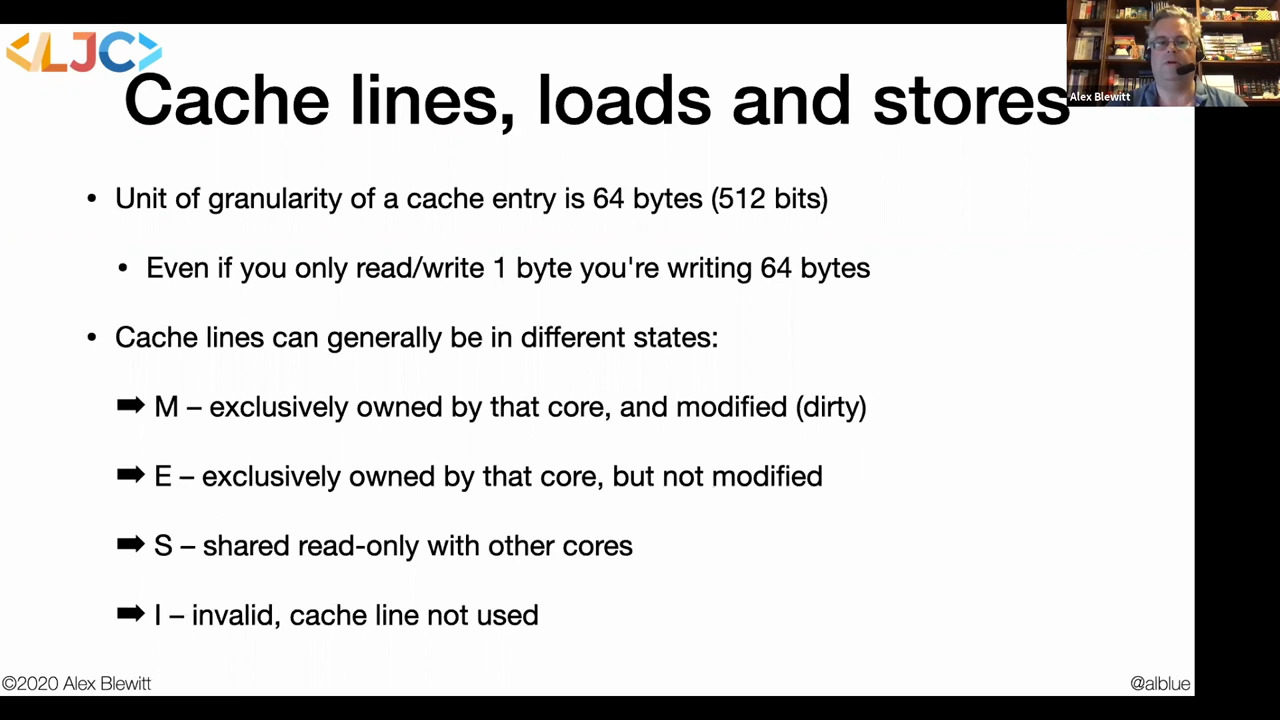 <LJC>
Alex Blewitt
Cache lines, loads and stores
• Unit of granularity of a cache entry is 64 bytes (512 bits)
• Even if you only read/write 1 byte you're writing 64 bytes
• Cache lines can generally be in different states:
➡ M – exclusively owned by that core, and modified (dirty)
➡ E – exclusively owned by that core, but not modified
➡ S – shared read-only with other cores
➡ I – invalid, cache line not used
©2020 Alex Blewitt
@alblue